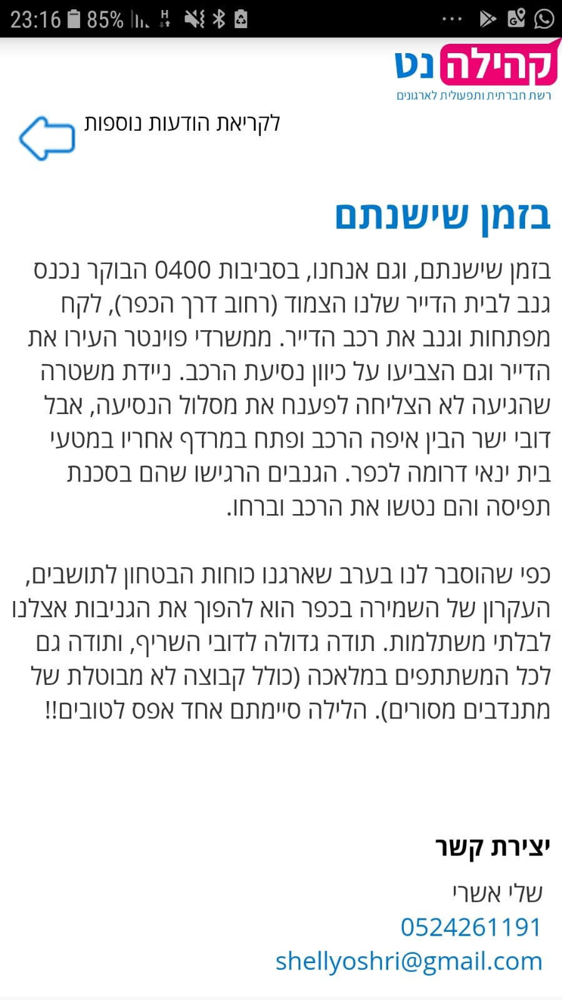 23:16 85% H
קהילה נט
רשת חברתית ותפעולית לארגונים
לקריאת הודעות נוספות
בזמן שישנתם
בזמן שישנתם, וגם אנחנו, בסביבות 0400 הבוקר נכנס
גנב לבית הדייר שלנו הצמוד (רחוב דרך הכפר), לקח
מפתחות וגנב את רכב הדייר. ממשרדי פוינטר העירו את
הדייר וגם הצביעו על כיוון נסיעת הרכב. ניידת משטרה
שהגיעה לא הצליחה לפענח את מסלול הנסיעה, אבל
דובי ישר הבין איפה הרכב ופתח במרדף אחריו במטעי
בית ינאי דרומה לכפר. הגנבים הרגישו שהם בסכנת
תפיסה והם נטשו את הרכב וברחו.
כפי שהוסבר לנו בערב שארגנו כוחות הבטחון לתושבים,
העקרון של השמירה בכפר הוא להפוך את הגניבות אצלנו
לבלתי משתלמות. תודה גדולה לדובי השריף, ותודה גם
לכל המשתתפים במלאכה (כולל קבוצה לא מבוטלת של
מתנדבים מסורים). הלילה סיימתם אחד אפס לטובים!!
יצירת קשר
שלי אשרי
0524261191
shellyoshri@gmail.com